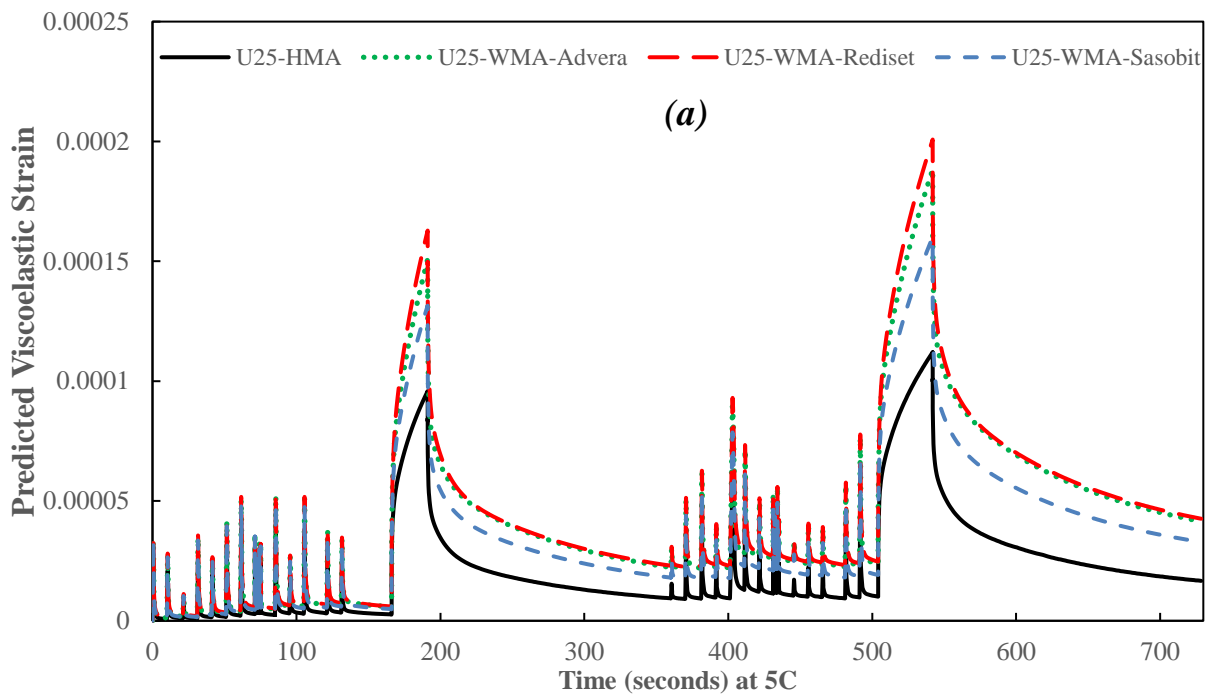 0.00025
U25-HMA U25-WMA-Advera U25-WMA-Rediset U25-WMA-Sasobit
(a)
0.0002
0.00015
0.0001
0.00005
0
Predicted Viscoelastic Strain
0 100 200 300 400 500 600 700
Time (seconds) at 5C